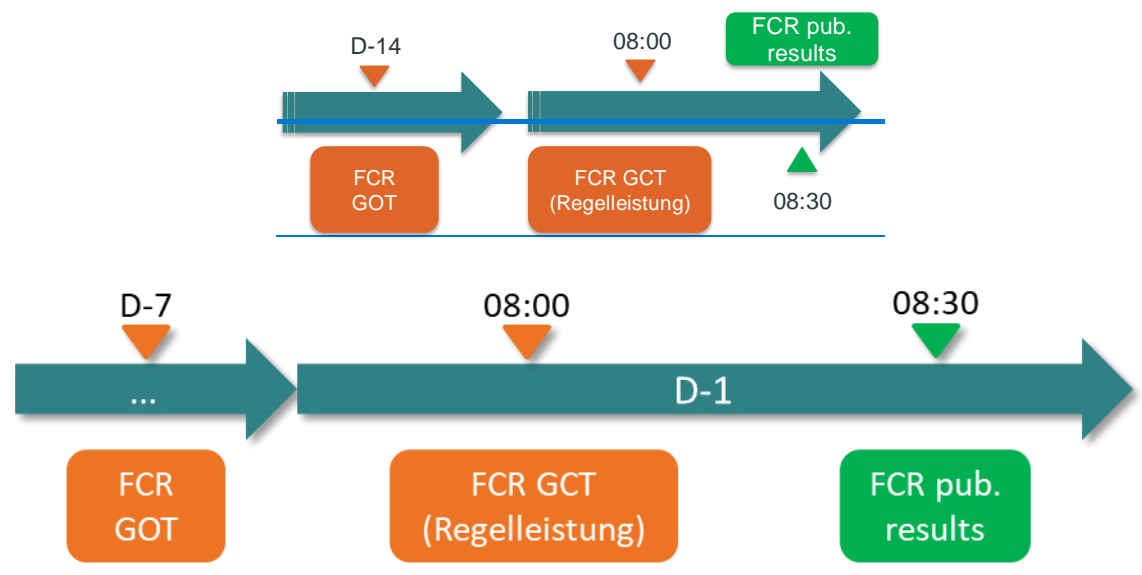 FCR pub.
results
D-14
08:00
FCR
GOT
FCR GCT
(Regelleistung)
08:30
D-7
08:00
08:30
...
D-1
FCR
GOT
FCR GCT
(Regelleistung)
FCR pub.
results